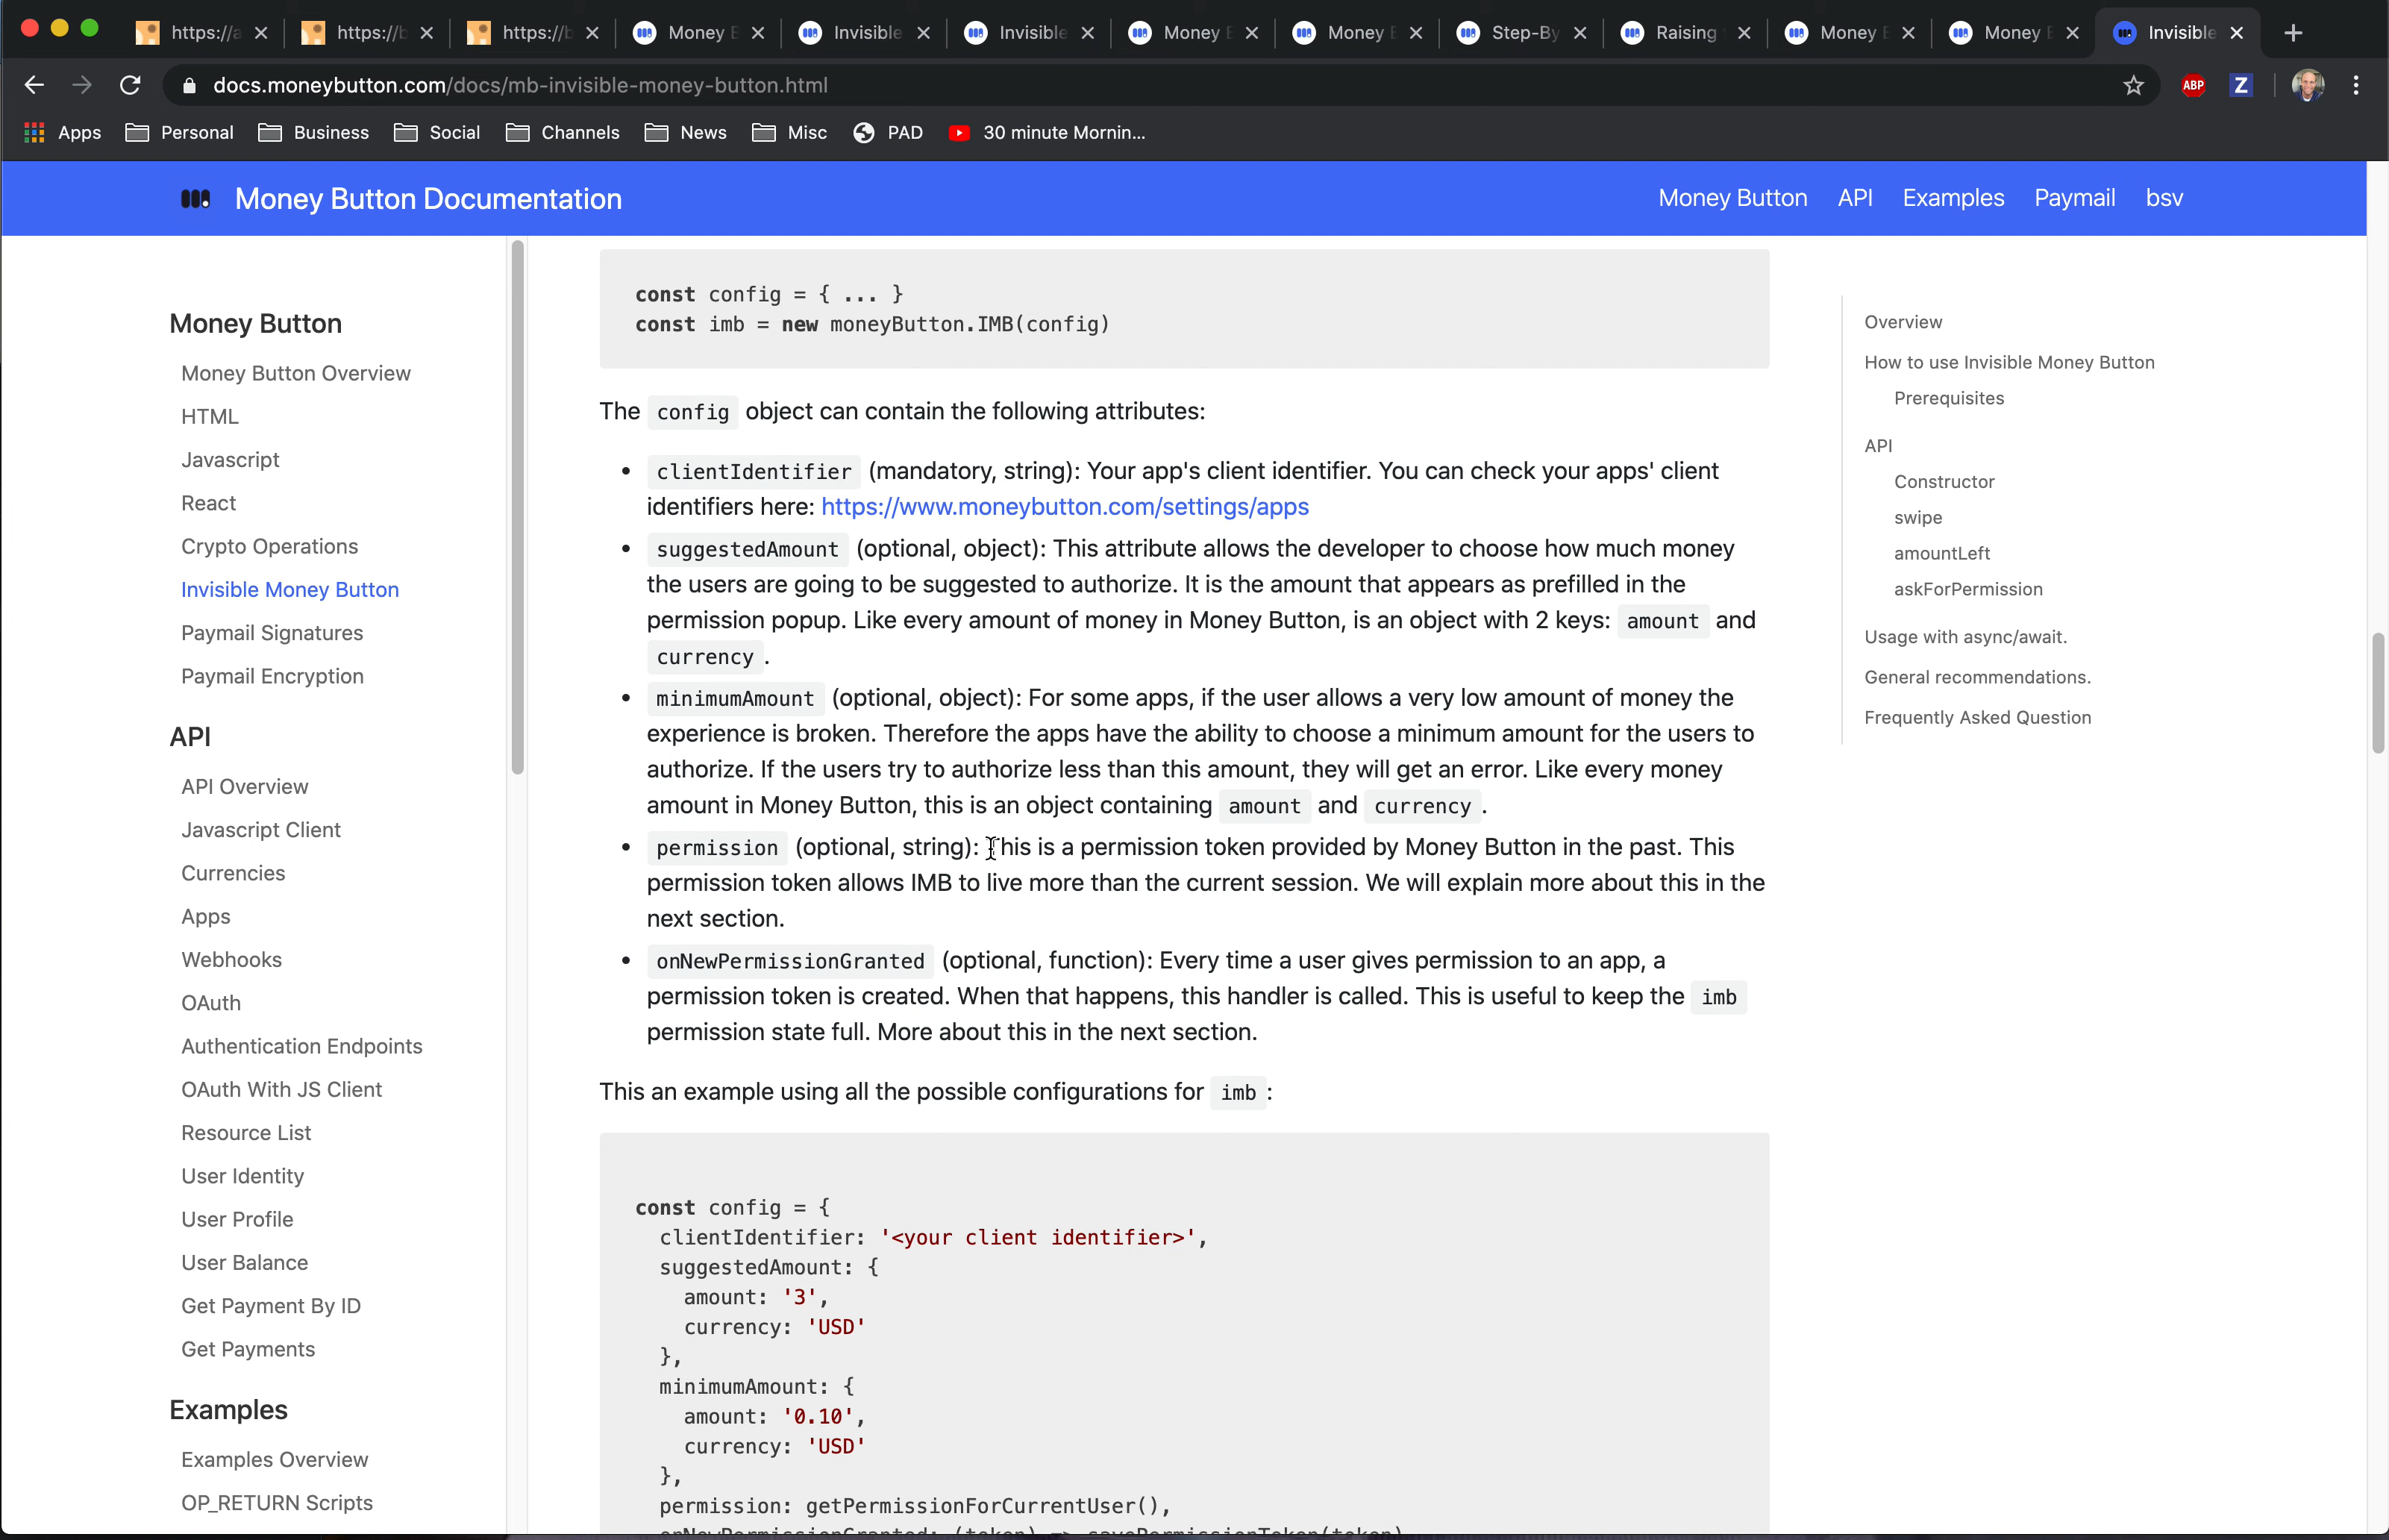 https://a
https://b
https://b
Money B
Invisible
Invisible
Money B
Money B
Step-By
Raising
Money B
Money B
Invisible
docs.moneybutton.com/docs/mb-invisible-money-button.html
ABP
Z
Apps
Personal
Business
Social
Channels
News
Misc
PAD
30 minute Mornin...
Money Button Documentation
Money Button
API
Examples
Paymail
bsv
Money Button
Money Button Overview
HTML
Javascript
React
Crypto Operations
Invisible Money Button
Paymail Signatures
Paymail Encryption
API
API Overview
Javascript Client
Currencies
Apps
Webhooks
OAuth
Authentication Endpoints
OAuth With JS Client
Resource List
User Identity
User Profile
User Balance
Get Payment By ID
Get Payments
Examples
Examples Overview
OP_RETURN Scripts
const config = { ... }
const imb = new moneyButton.IMB(config)
The config object can contain the following attributes:
• clientIdentifier (mandatory, string): Your app's client identifier. You can check your apps' client
identifiers here: https://www.moneybutton.com/settings/apps
• suggestedAmount (optional, object): This attribute allows the developer to choose how much money
the users are going to be suggested to authorize. It is the amount that appears as prefilled in the
permission popup. Like every amount of money in Money Button, is an object with 2 keys: amount and
currency .
• minimumAmount (optional, object): For some apps, if the user allows a very low amount of money the
experience is broken. Therefore the apps have the ability to choose a minimum amount for the users to
authorize. If the users try to authorize less than this amount, they will get an error. Like every money
amount in Money Button, this is an object containing amount and currency .
• permission (optional, string): This is a permission token provided by Money Button in the past. This
permission token allows IMB to live more than the current session. We will explain more about this in the
next section.
• onNewPermissionGranted (optional, function): Every time a user gives permission to an app, a
permission token is created. When that happens, this handler is called. This is useful to keep the imb
permission state full. More about this in the next section.
This an example using all the possible configurations for imb :
const config = {
clientIdentifier: '<your client identifier>',
suggestedAmount: {
amount: '3',
currency: 'USD'
},
minimumAmount: {
amount: '0.10',
currency: 'USD'
},
permission: getPermissionForCurrentUser(),
onNewPermissionGranted: (token) => savePermissionToken(token)
Overview
How to use Invisible Money Button
Prerequisites
API
Constructor
swipe
amountLeft
askForPermission
Usage with async/await.
General recommendations.
Frequently Asked Question